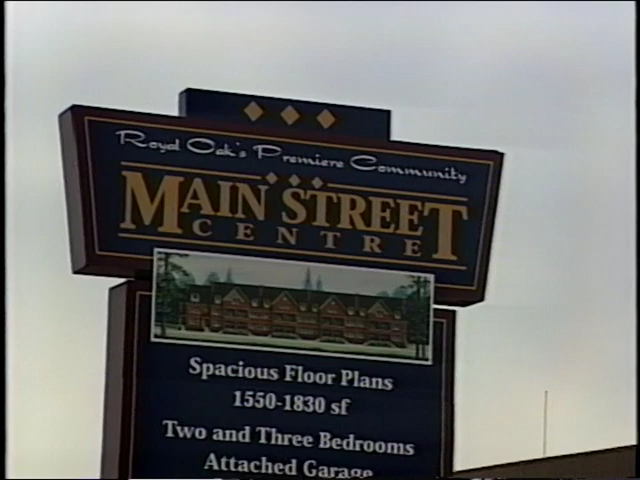 Royal Oak's Premiere Community
MAIN STREET
CENTRE
Spacious Floor Plans
1550-1830 sf
Two and Three Bedrooms
Attached Garage